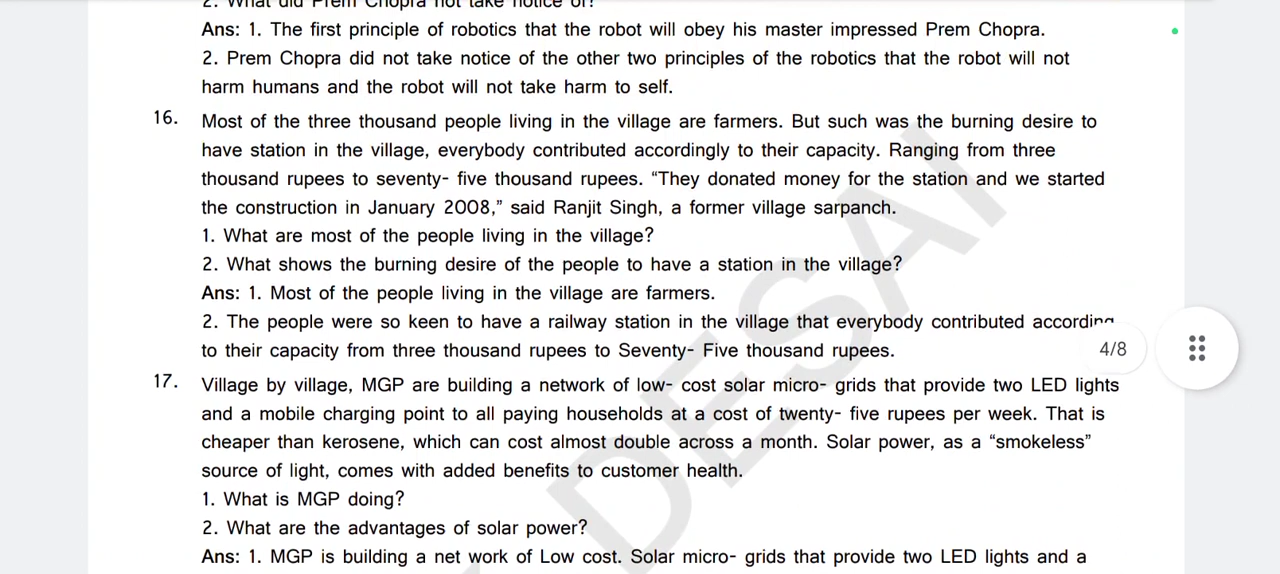 2. What did Prem Chopra not take notice of?
Ans: 1. The first principle of robotics that the robot will obey his master impressed Prem Chopra.
2. Prem Chopra did not take notice of the other two principles of the robotics that the robot will not
harm humans and the robot will not take harm to self.
16. Most of the three thousand people living in the village are farmers. But such was the burning desire to
have station in the village, everybody contributed accordingly to their capacity. Ranging from three
thousand rupees to seventy- five thousand rupees. “They donated money for the station and we started
the construction in January 2008,” said Ranjit Singh, a former village sarpanch.
1. What are most of the people living in the village?
2. What shows the burning desire of the people to have a station in the village?
Ans: 1. Most of the people living in the village are farmers.
2. The people were so keen to have a railway station in the village that everybody contributed according
to their capacity from three thousand rupees to Seventy- Five thousand rupees.
4/8
17. Village by village, MGP are building a network of low- cost solar micro- grids that provide two LED lights
and a mobile charging point to all paying households at a cost of twenty- five rupees per week. That is
cheaper than kerosene, which can cost almost double across a month. Solar power, as a “smokeless”
source of light, comes with added benefits to customer health.
1. What is MGP doing?
2. What are the advantages of solar power?
Ans: 1. MGP is building a net work of Low cost. Solar micro- grids that provide two LED lights and a
DESAI